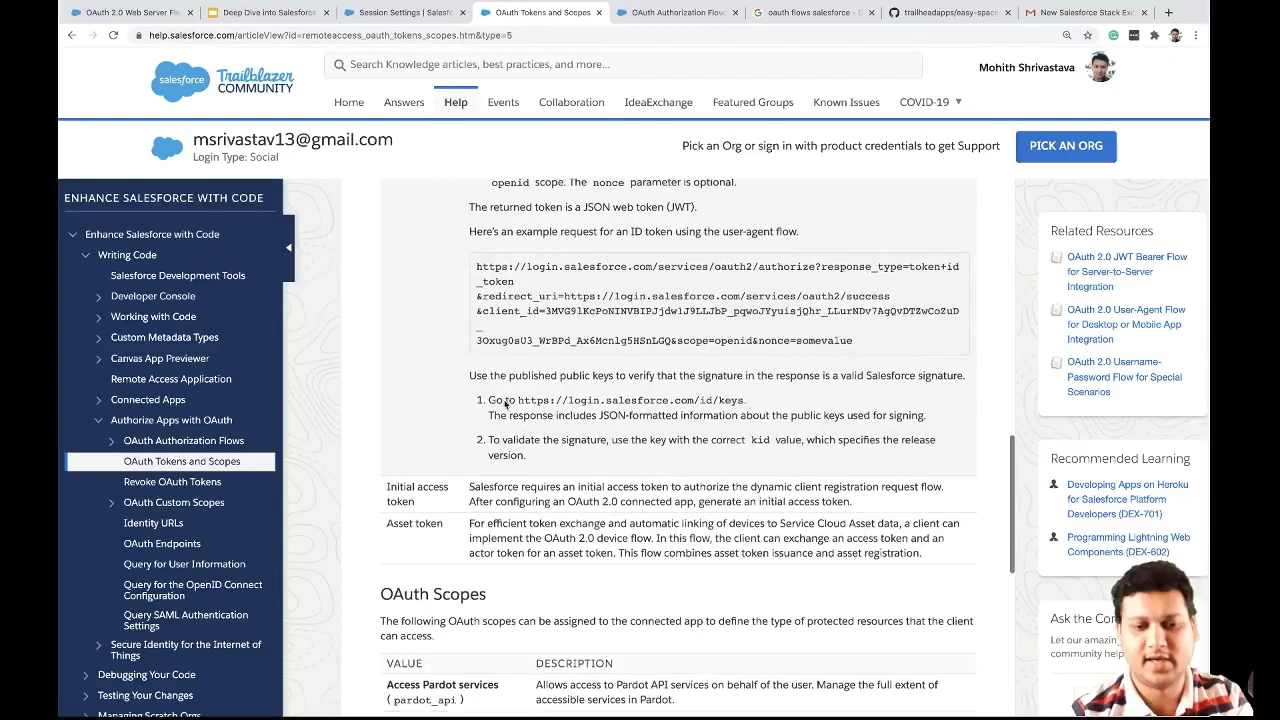 OAuth 2.0 Web Server Fl
Deep Dive into Salesforce
Session Settings | Salesfo
OAuth Tokens and Scopes
OAuth Authorization Flows
oauth flows salesforce -
trailheadapps/easy-space
New Salesforce Stack Exc
help.salesforce.com/articleView?id=remoteaccess_oauth_tokens_scopes.htm&type=5
salesforce
Trailblazer
COMMUNITY
Search Knowledge articles, best practices, and more...
Mohith Shrivastava
Home
Answers
Help
Events
Collaboration
IdeaExchange
Featured Groups
Known Issues
COVID-19
msrivastav13@gmail.com
Login Type: Social
Pick an Org or sign in with product credentials to get Support
PICK AN ORG
ENHANCE SALESFORCE WITH CODE
Enhance Salesforce with Code
Writing Code
Salesforce Development Tools
Developer Console
Working with Code
Custom Metadata Types
Canvas App Previewer
Remote Access Application
Connected Apps
Authorize Apps with OAuth
OAuth Authorization Flows
OAuth Tokens and Scopes
Revoke OAuth Tokens
OAuth Custom Scopes
Identity URLs
OAuth Endpoints
Query for User Information
Query for the OpenID Connect
Configuration
Query SAML Authentication
Settings
Secure Identity for the Internet of
Things
Debugging Your Code
Testing Your Changes
Managing Scratch Orgs
openid scope. The nonce parameter is optional.
The returned token is a JSON web token (JWT).
Here's an example request for an ID token using the user-agent flow.
https://login.salesforce.com/services/oauth2/authorize?response_type=token+id
_token
&redirect_uri=https://login.salesforce.com/services/oauth2/success
&client_id=3MVG9lKcPoNINVBIPJjdw1J9LLJbP_pqwoJYyuisjQhr_LLurNDv7AgQvDTZwCoZuD
_
3Oxug0sU3_WrBPd_Ax6Mcnlg5HSnLGQ&scope=openid&nonce=somevalue
Use the published public keys to verify that the signature in the response is a valid Salesforce signature.
1. Go to https://login.salesforce.com/id/keys.
The response includes JSON-formatted information about the public keys used for signing.
2. To validate the signature, use the key with the correct kid value, which specifies the release
version.
Initial access
token
Salesforce requires an initial access token to authorize the dynamic client registration request flow.
After configuring an OAuth 2.0 connected app, generate an initial access token.
Asset token
For efficient token exchange and automatic linking of devices to Service Cloud Asset data, a client can
implement the OAuth 2.0 device flow. In this flow, the client can exchange an access token and an
actor token for an asset token. This flow combines asset token issuance and asset registration.
OAuth Scopes
The following OAuth scopes can be assigned to the connected app to define the type of protected resources that the client
can access.
VALUE
DESCRIPTION
Access Pardot services
(pardot_api )
Allows access to Pardot API services on behalf of the user. Manage the full extent of
accessible services in Pardot.
Related Resources
OAuth 2.0 JWT Bearer Flow
for Server-to-Server
Integration
OAuth 2.0 User-Agent Flow
for Desktop or Mobile App
Integration
OAuth 2.0 Username-
Password Flow for Special
Scenarios
Recommended Learning
Developing Apps on Heroku
for Salesforce Platform
Developers (DEX-701)
Programming Lightning Web
Components (DEX-602)
Ask the
Let our
community